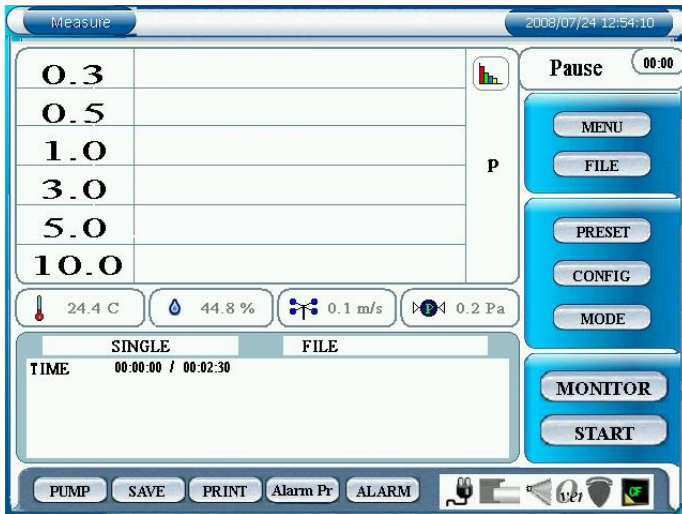 Measure
2008/07/24 12:54:10
0.3
0.5
1.0
3.0
5.0
10.0
P
Pause 00:00
MENU
FILE
PRESET
CONFIG
MODE
MONITOR
START
24.4 C
44.8 %
0.1 m/s
P 0.2 Pa
SINGLE FILE
TIME 00:00:00 / 00:02:30
PUMP SAVE PRINT Alarm Pr ALARM
Over
CF